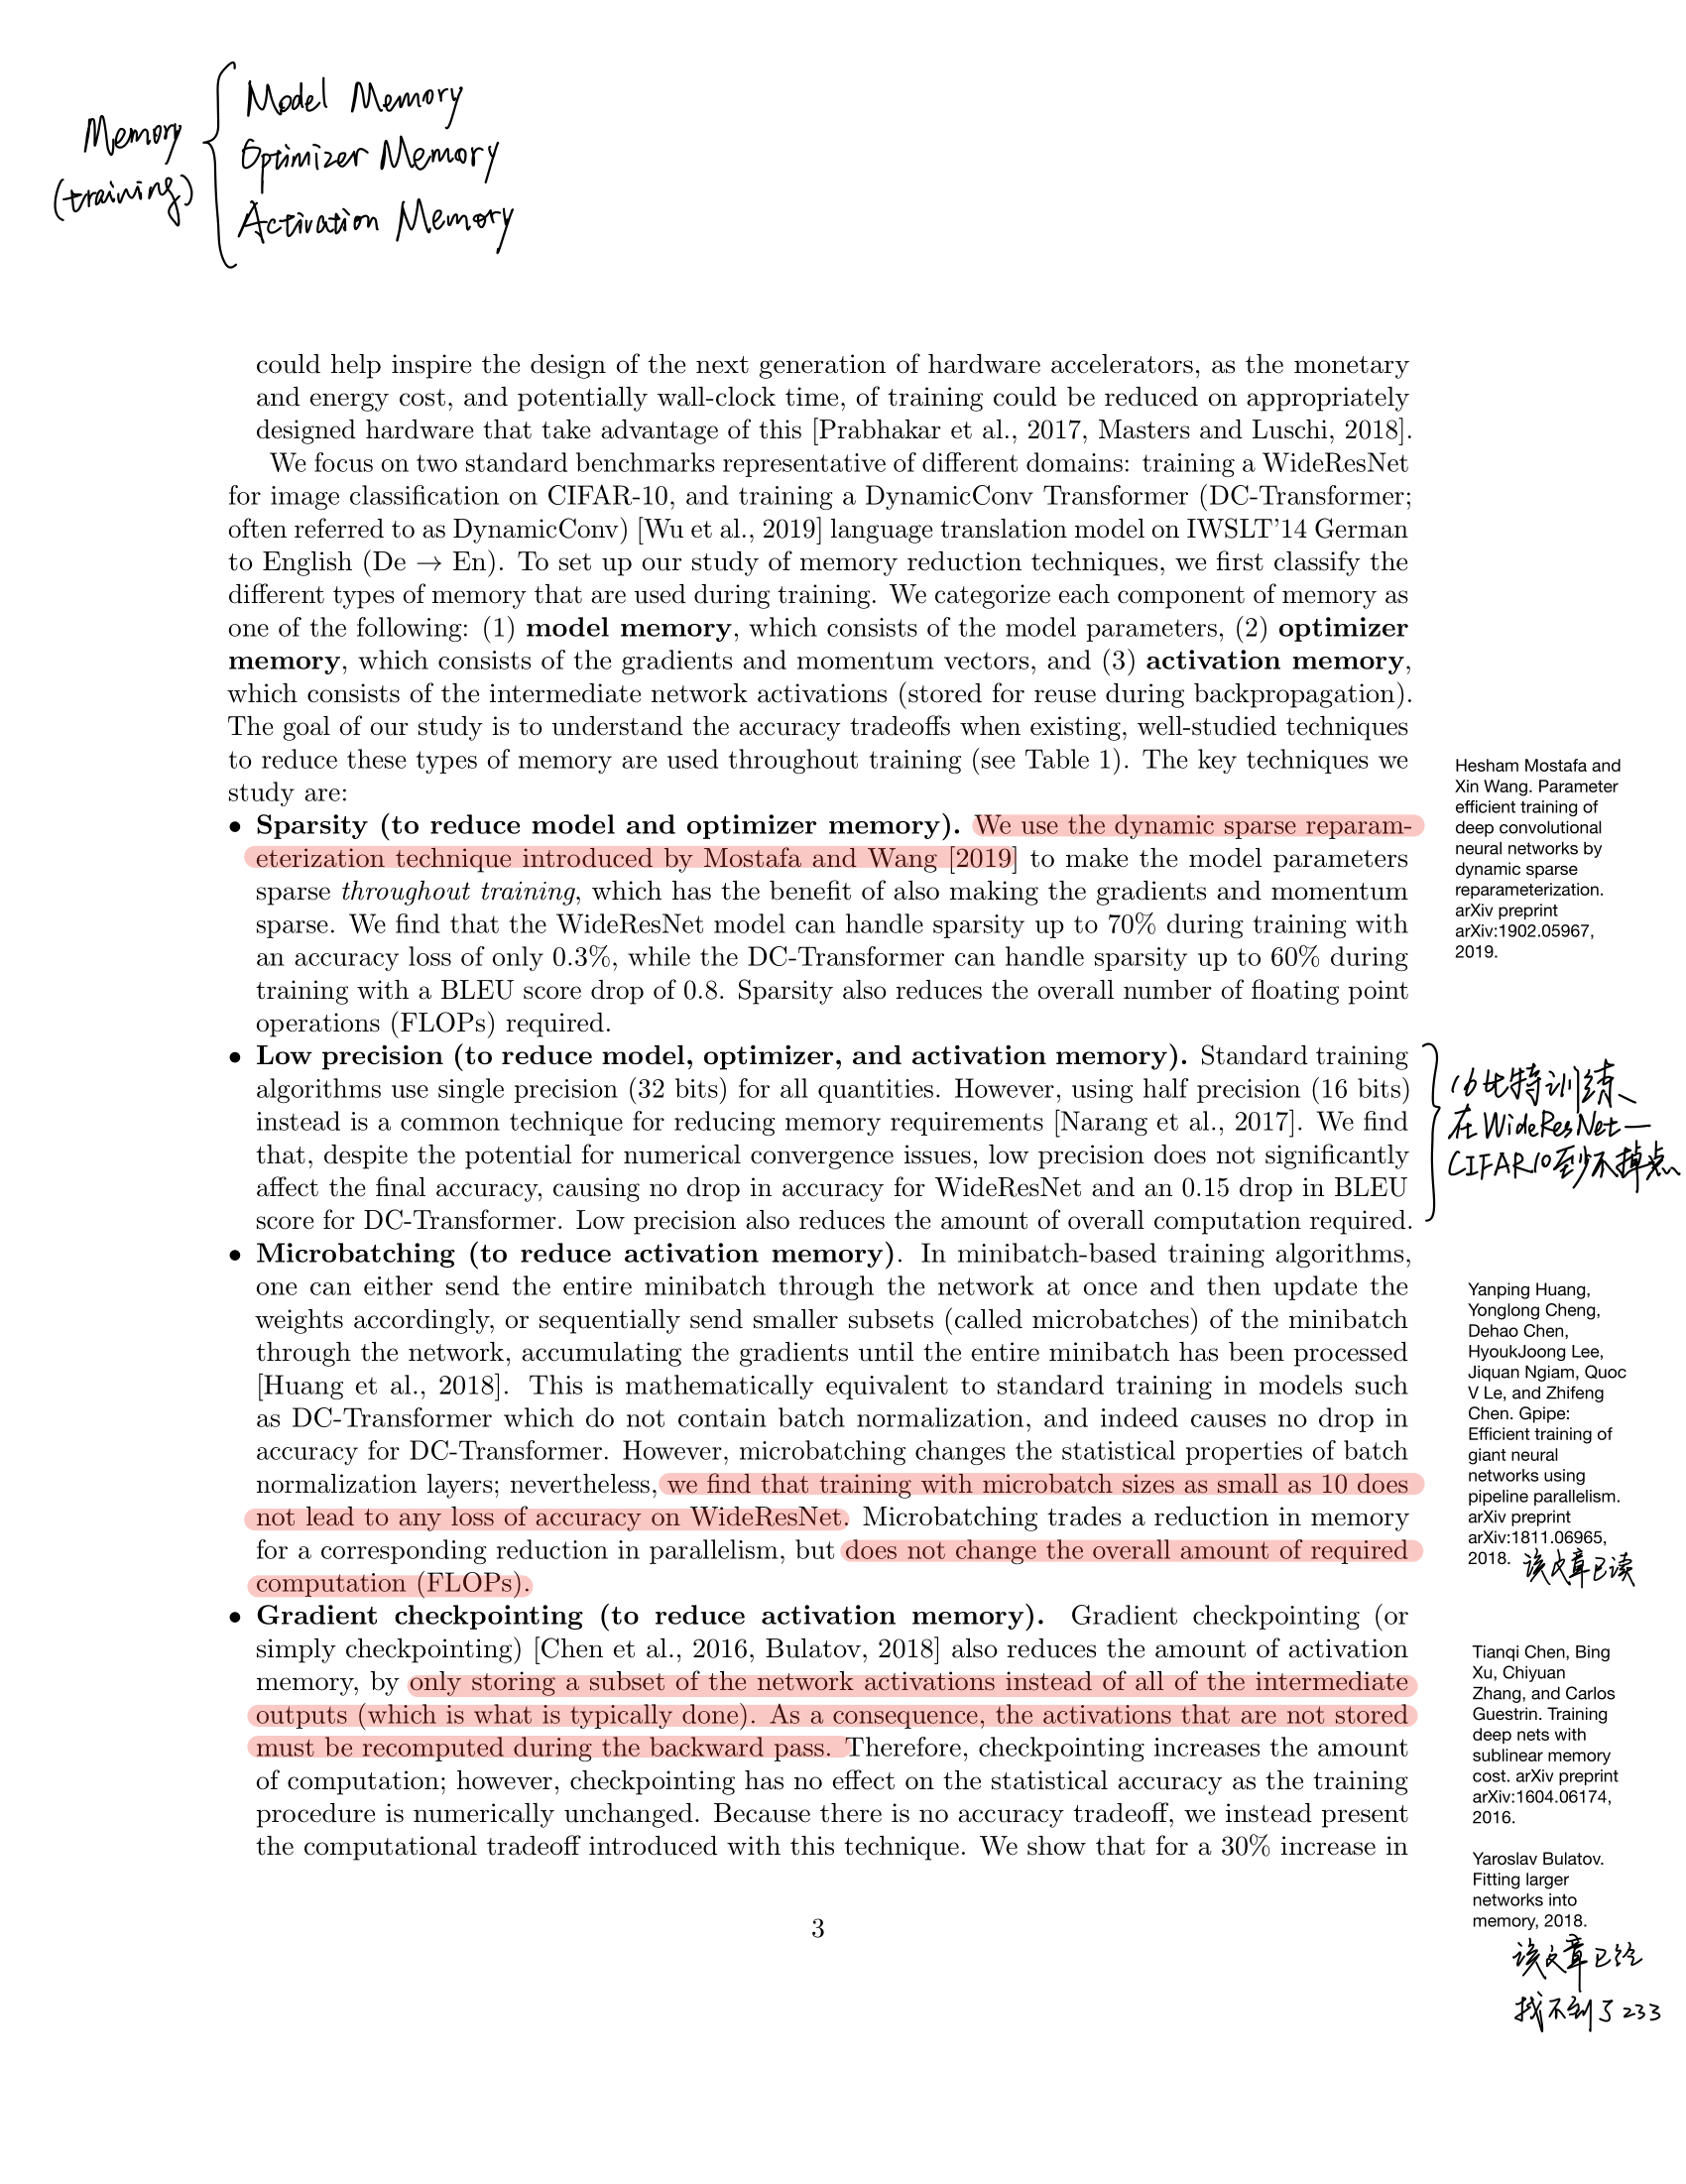 Memory
(training)
Model Memory
Optimizer Memory
Activation Memory
could help inspire the design of the next generation of hardware accelerators, as the monetary
and energy cost, and potentially wall-clock time, of training could be reduced on appropriately
designed hardware that take advantage of this [Prabhakar et al., 2017, Masters and Luschi, 2018].
We focus on two standard benchmarks representative of different domains: training a WideResNet
for image classification on CIFAR-10, and training a DynamicConv Transformer (DC-Transformer;
often referred to as DynamicConv) [Wu et al., 2019] language translation model on IWSLT'14 German
to English (De → En). To set up our study of memory reduction techniques, we first classify the
different types of memory that are used during training. We categorize each component of memory as
one of the following: (1) model memory, which consists of the model parameters, (2) optimizer
memory, which consists of the gradients and momentum vectors, and (3) activation memory,
which consists of the intermediate network activations (stored for reuse during backpropagation).
The goal of our study is to understand the accuracy tradeoffs when existing, well-studied techniques
to reduce these types of memory are used throughout training (see Table 1). The key techniques we
study are:
• Sparsity (to reduce model and optimizer memory). We use the dynamic sparse reparam-
eterization technique introduced by Mostafa and Wang [2019] to make the model parameters
sparse throughout training, which has the benefit of also making the gradients and momentum
sparse. We find that the WideResNet model can handle sparsity up to 70% during training with
an accuracy loss of only 0.3%, while the DC-Transformer can handle sparsity up to 60% during
training with a BLEU score drop of 0.8. Sparsity also reduces the overall number of floating point
operations (FLOPs) required.
• Low precision (to reduce model, optimizer, and activation memory). Standard training
algorithms use single precision (32 bits) for all quantities. However, using half precision (16 bits)
instead is a common technique for reducing memory requirements [Narang et al., 2017]. We find
that, despite the potential for numerical convergence issues, low precision does not significantly
affect the final accuracy, causing no drop in accuracy for WideResNet and an 0.15 drop in BLEU
score for DC-Transformer. Low precision also reduces the amount of overall computation required.
• Microbatching (to reduce activation memory). In minibatch-based training algorithms,
one can either send the entire minibatch through the network at once and then update the
weights accordingly, or sequentially send smaller subsets (called microbatches) of the minibatch
through the network, accumulating the gradients until the entire minibatch has been processed
[Huang et al., 2018]. This is mathematically equivalent to standard training in models such
as DC-Transformer which do not contain batch normalization, and indeed causes no drop in
accuracy for DC-Transformer. However, microbatching changes the statistical properties of batch
normalization layers; nevertheless, we find that training with microbatch sizes as small as 10 does
not lead to any loss of accuracy on WideResNet. Microbatching trades a reduction in memory
for a corresponding reduction in parallelism, but does not change the overall amount of required
computation (FLOPs).
• Gradient checkpointing (to reduce activation memory). Gradient checkpointing (or
simply checkpointing) [Chen et al., 2016, Bulatov, 2018] also reduces the amount of activation
memory, by only storing a subset of the network activations instead of all of the intermediate
outputs (which is what is typically done). As a consequence, the activations that are not stored
must be recomputed during the backward pass. Therefore, checkpointing increases the amount
of computation; however, checkpointing has no effect on the statistical accuracy as the training
procedure is numerically unchanged. Because there is no accuracy tradeoff, we instead present
the computational tradeoff introduced with this technique. We show that for a 30% increase in
3
Hesham Mostafa and
Xin Wang. Parameter
efficient training of
deep convolutional
neural networks by
dynamic sparse
reparameterization.
arXiv preprint
arXiv:1902.05967,
2019.
16比特训练、
在WideResNet—
CIFAR10至少不掉点、
Yanping Huang,
Yonglong Cheng,
Dehao Chen,
HyoukJoong Lee,
Jiquan Ngiam, Quoc
V Le, and Zhifeng
Chen. Gpipe:
Efficient training of
giant neural
networks using
pipeline parallelism.
arXiv preprint
arXiv:1811.06965,
2018. 该文章已读
Tianqi Chen, Bing
Xu, Chiyuan
Zhang, and Carlos
Guestrin. Training
deep nets with
sublinear memory
cost. arXiv preprint
arXiv:1604.06174,
2016.
Yaroslav Bulatov.
Fitting larger
networks into
memory, 2018.
该文章已经
找不到了233